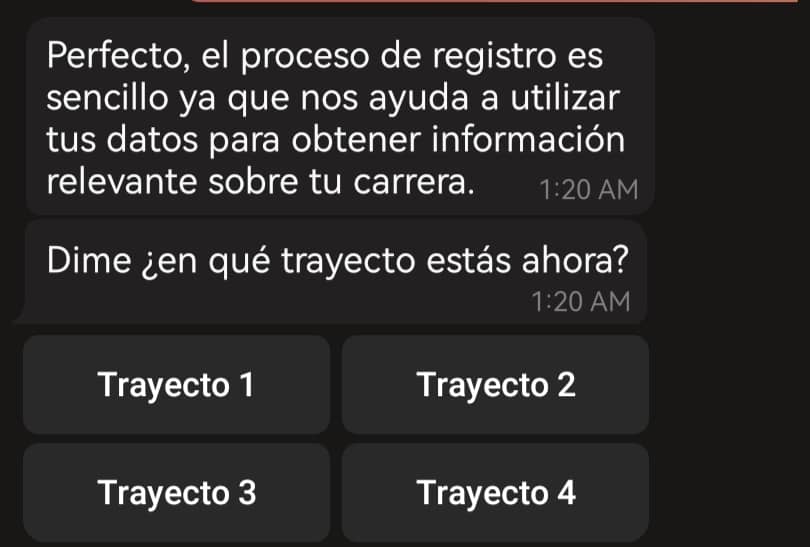 Perfecto, el proceso de registro es
sencillo ya que nos ayuda a utilizar
tus datos para obtener información
relevante sobre tu carrera.
1:20 AM
Dime ¿en qué trayecto estás ahora?
1:20 AM
Trayecto 1
Trayecto 2
Trayecto 3
Trayecto 4